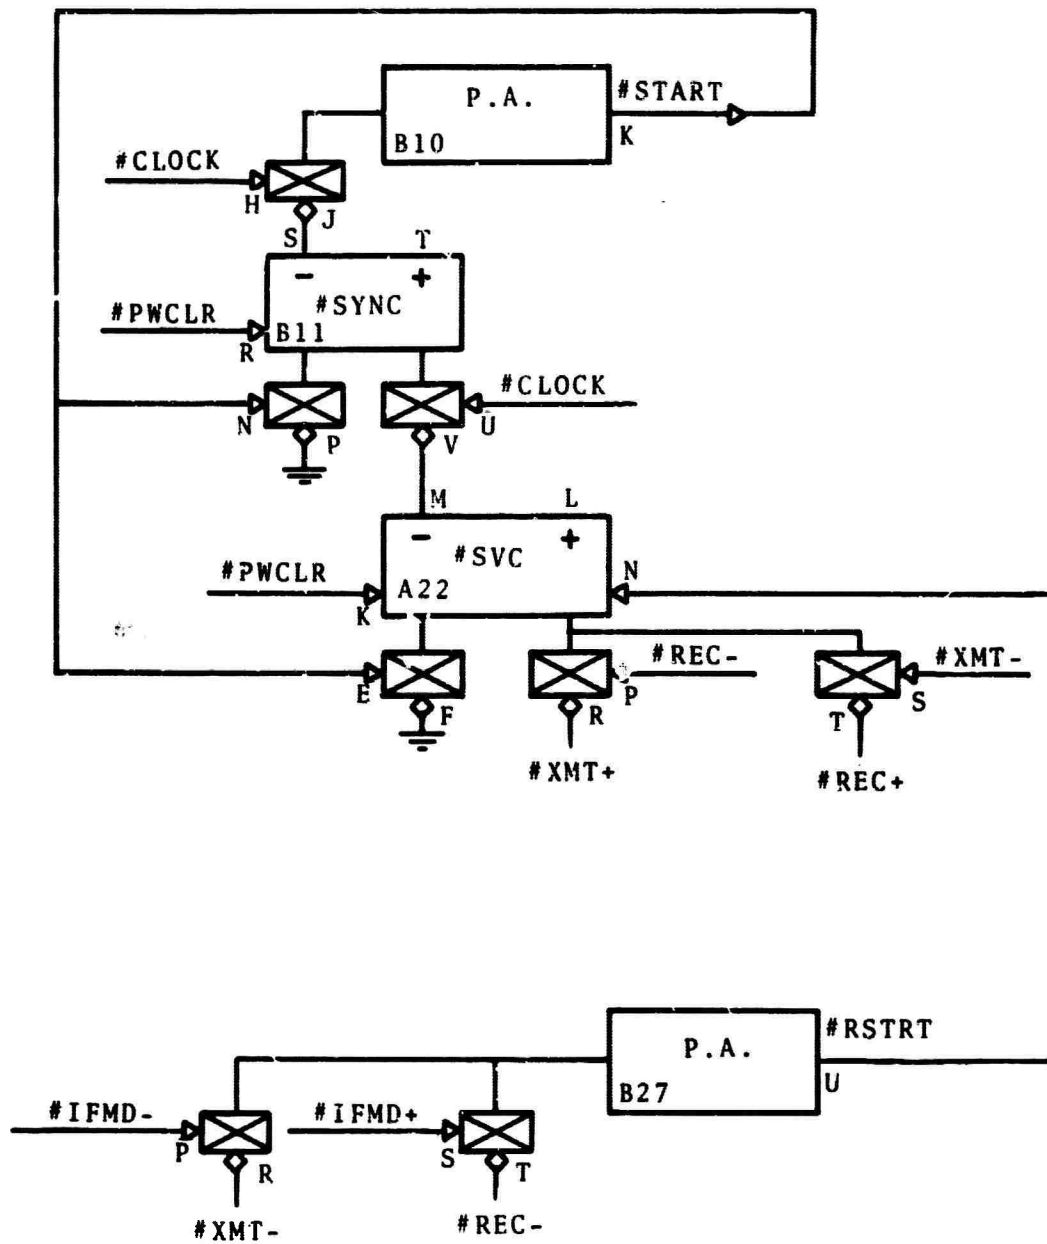 P.A.
#START
B10
K
#CLOCK
H
J
S
T
-
+
#SYNC
#PWCLR
B11
R
#CLOCK
N
P
V
U
M
L
-
+
#SVC
N
#PWCLR
A22
K
#REC-
#XMT-
E
F
R
P
T
S
#XMT+
#REC+
#RSTRT
P.A.
B27
U
#IFMD-
#IFMD+
P
R
S
T
#XMT-
#REC-